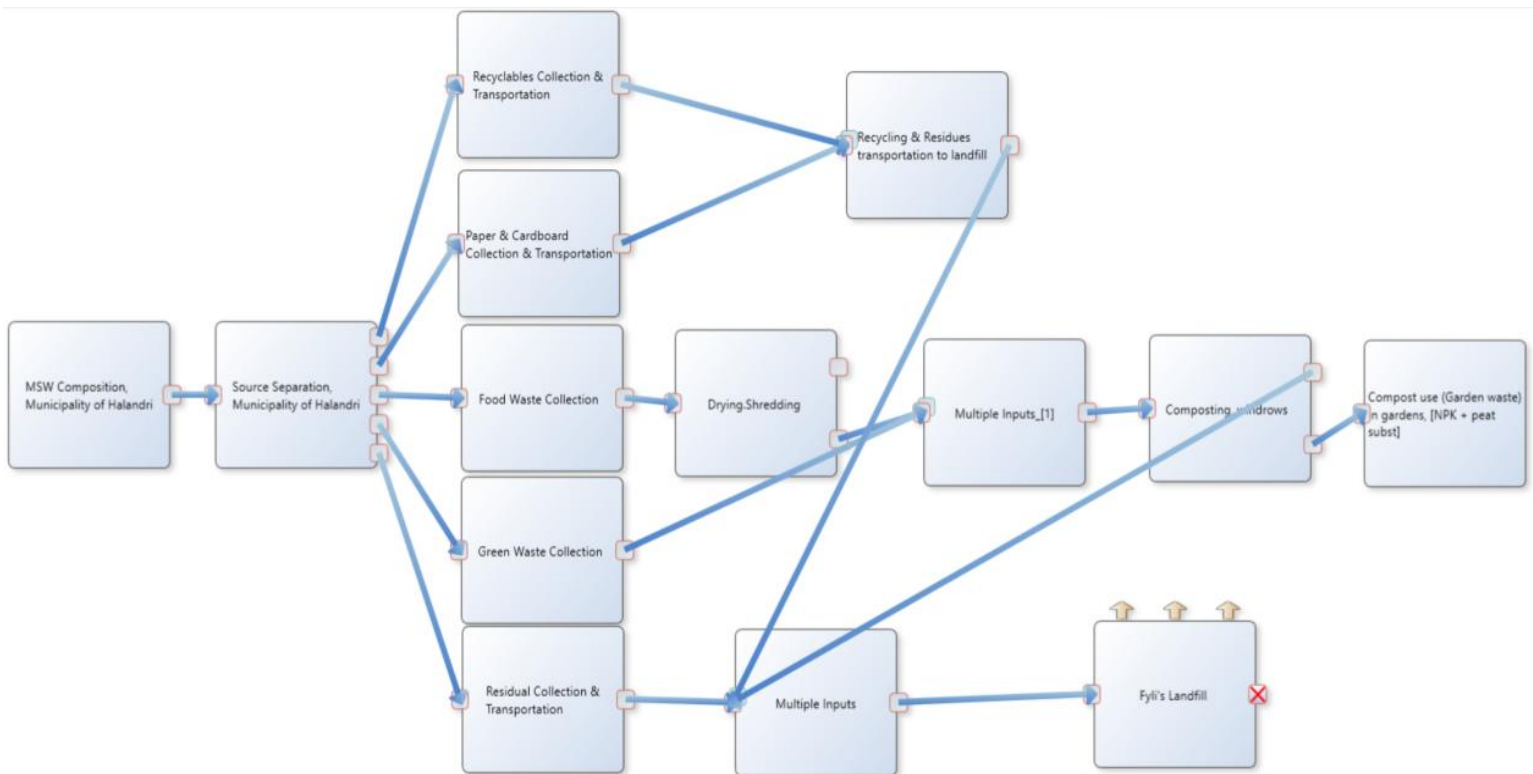 Recyclables Collection &
Transportation
Recycling & Residues
transportation to landfill
Paper & Cardboard
Collection & Transportation
MSW Composition,
Municipality of Halandri
Source Separation,
Municipality of Halandri
Food Waste Collection
Drying.Shredding
Multiple Inputs_[1]
Composting windrows
Compost use (Garden waste)
in gardens, [NPK + peat
subst]
Green Waste Collection
Residual Collection &
Transportation
Multiple Inputs
Fyli's Landfill